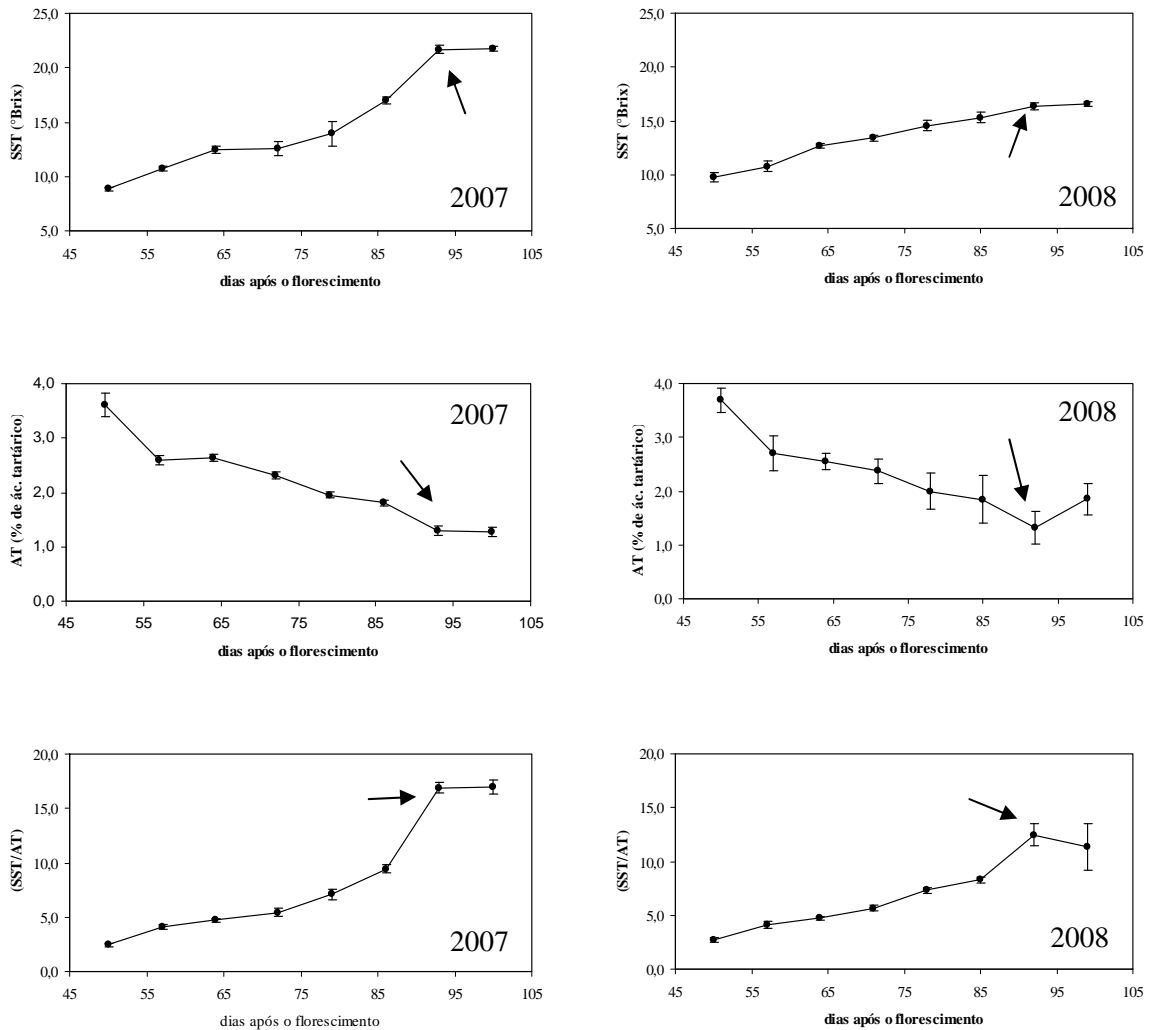 25,0
20,0
15,0
10,0
5,0
SST (°Brix)
2007
45 55 65 75 85 95 105
dias após o florescimento
25,0
20,0
15,0
10,0
5,0
SST (°Brix)
2008
45 55 65 75 85 95 105
dias após o florescimento
4,0
3,0
2,0
1,0
0,0
AT (% de ác. tartárico)
2007
45 55 65 75 85 95 105
dias após o florescimento
4,0
3,0
2,0
1,0
0,0
AT (% de ác. tartárico)
2008
45 55 65 75 85 95 105
dias após o florescimento
20,0
15,0
10,0
5,0
0,0
(SST/AT)
2007
45 55 65 75 85 95 105
dias após o florescimento
20,0
15,0
10,0
5,0
0,0
(SST/AT)
2008
45 55 65 75 85 95 105
dias após o florescimento